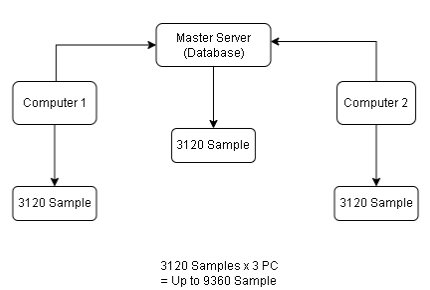 Master Server
(Database)
Computer 1
Computer 2
3120 Sample
3120 Sample
3120 Sample
3120 Samples x 3 PC
= Up to 9360 Sample